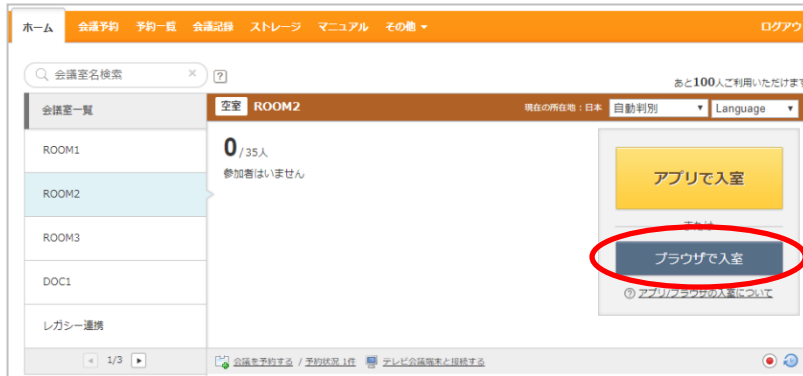 ホーム 会議予約 予約一覧 会議記録 ストレージ マニュアル その他 ログアウ
会議室名検索 × ?
あと100人ご利用いただけます
会議室一覧
空室 ROOM2 現在の所在地：日本 自動判別 Language
ROOM1
0/35人
参加者はいません
アプリで入室
ROOM2
または
ROOM3
ブラウザで入室
DOC1
? アプリ/ブラウザの入室について
レガシー連携
1/3
会議を予約する / 予約状況 1件 テレビ会議端末と接続する